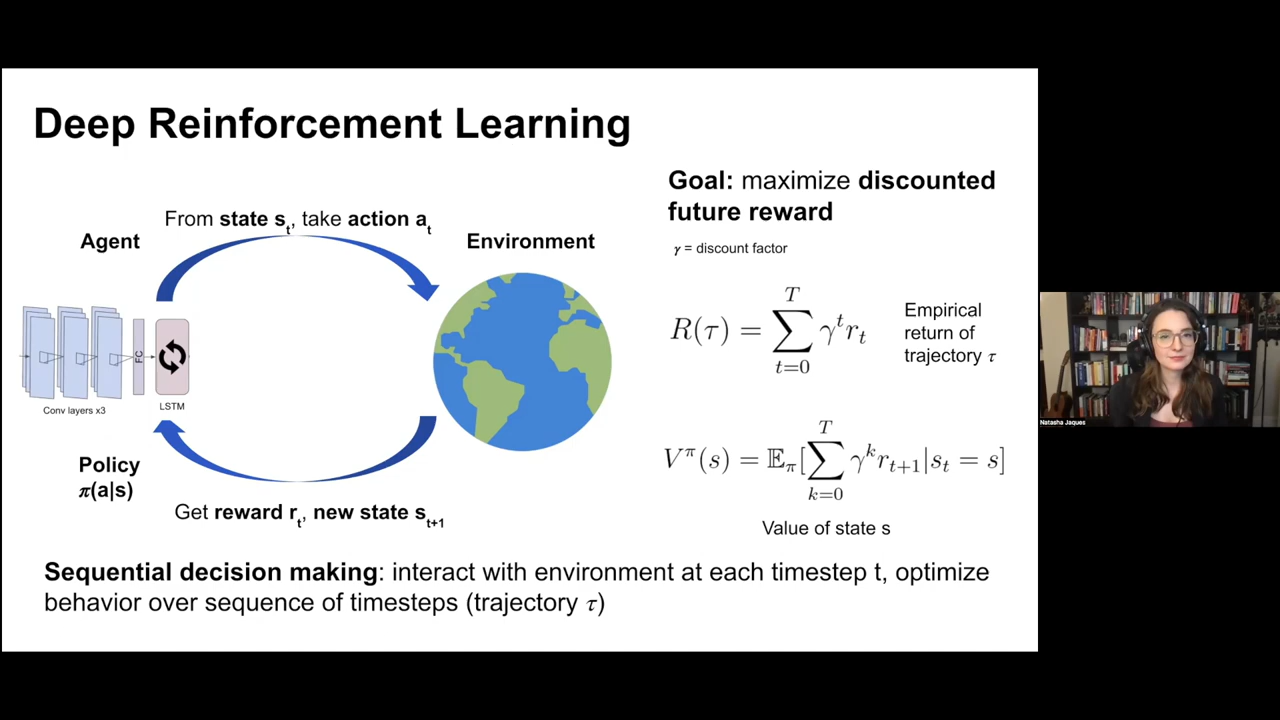 Deep Reinforcement Learning
From state s_t, take action a_t
Agent
Environment
FC
Conv layers x3
LSTM
Policy
π(a|s)
Get reward r_t, new state s_{t+1}
Goal: maximize discounted
future reward
γ = discount factor
R(τ) = \sum_{t=0}^{T} γ^t r_t
Empirical
return of
trajectory τ
V^π(s) = 𝔼_π[\sum_{k=0}^{T} γ^k r_{t+1}|s_t = s]
Value of state s
Sequential decision making: interact with environment at each timestep t, optimize
behavior over sequence of timesteps (trajectory τ)
Natasha Jaques